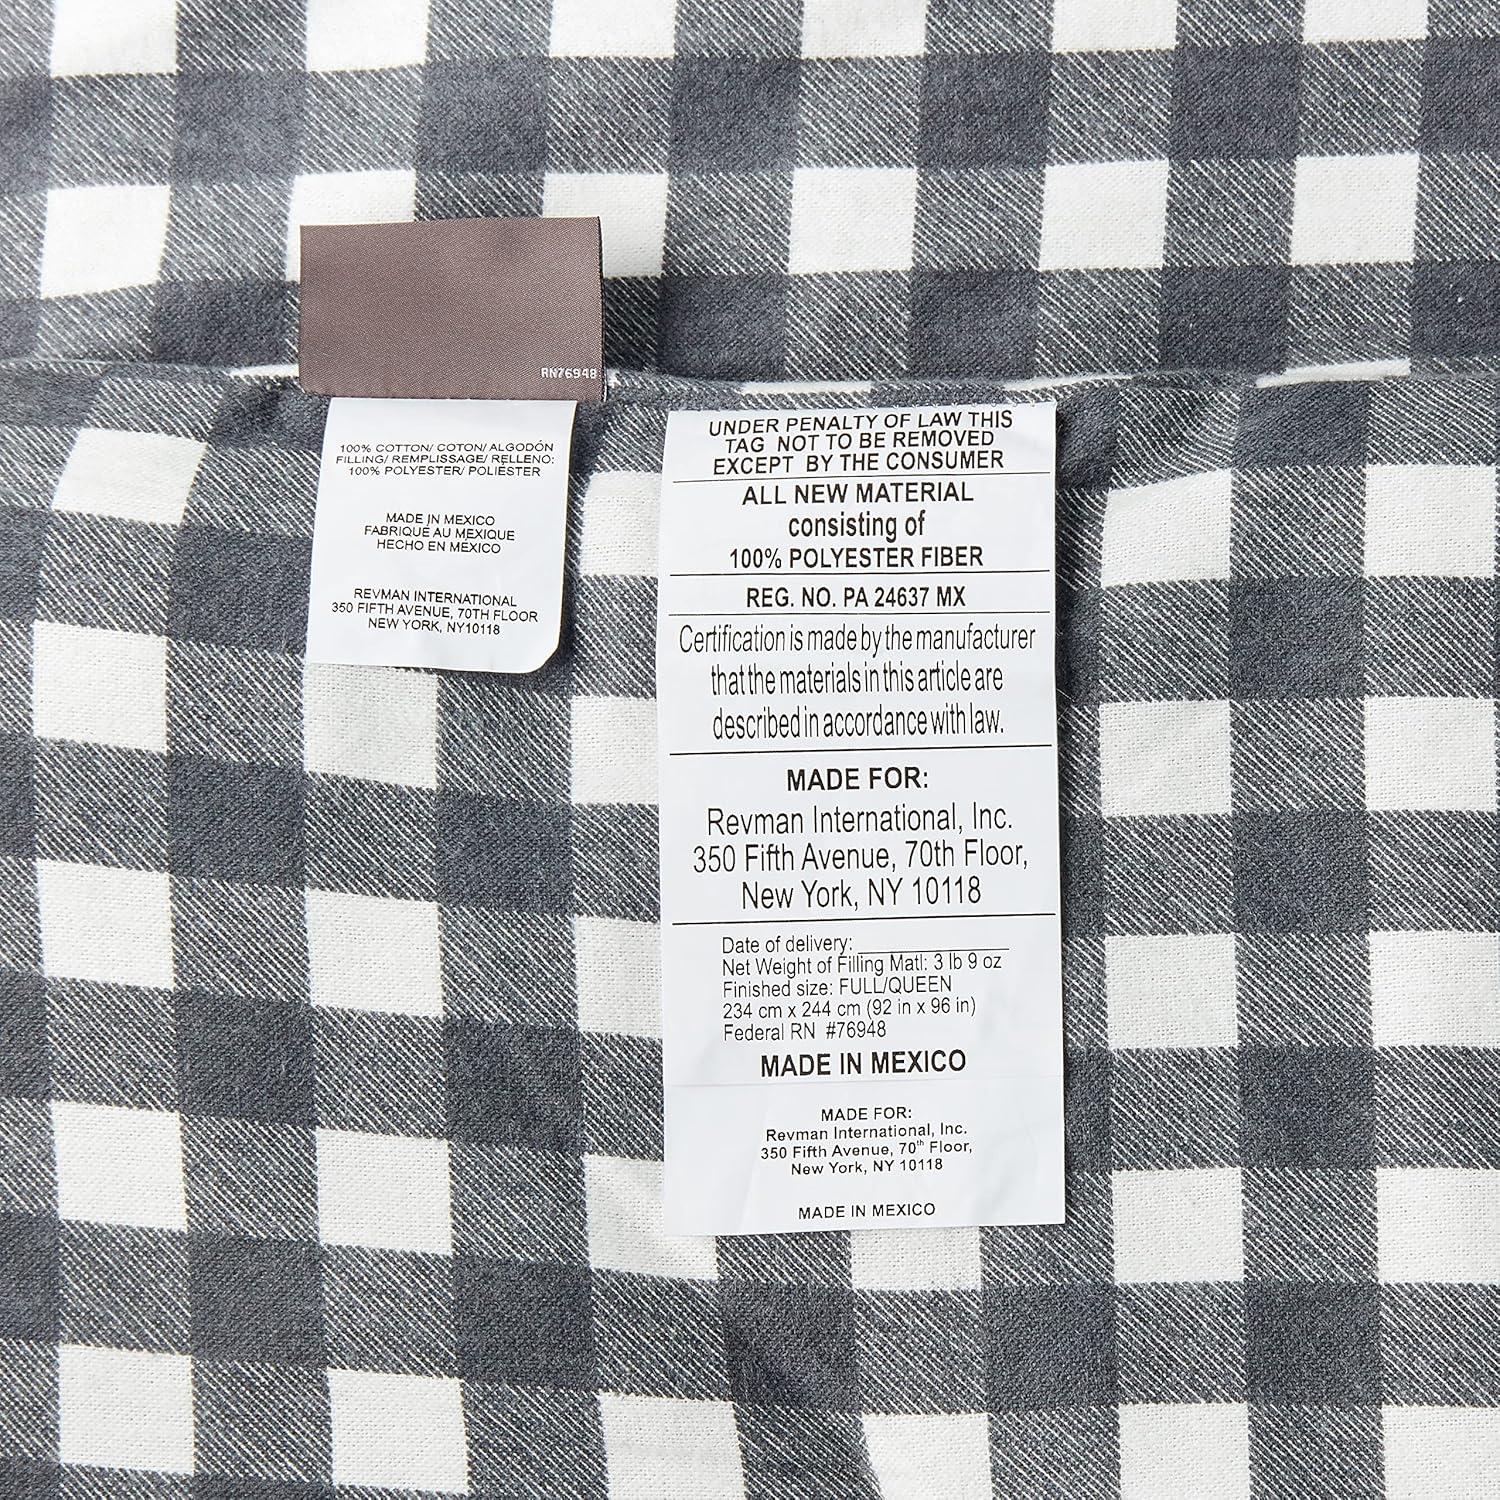 RN76948
100% COTTON/ COTON/ ALGODÓN
FILLING/ REMPLISSAGE/ RELLENO:
100% POLYESTER/ POLIÉSTER
MADE IN MEXICO
FABRIQUÉ AU MEXIQUE
HECHO EN MÉXICO
REVMAN INTERNATIONAL
350 FIFTH AVENUE, 70TH FLOOR
NEW YORK, NY10118
UNDER PENALTY OF LAW THIS
TAG NOT TO BE REMOVED
EXCEPT BY THE CONSUMER
ALL NEW MATERIAL
consisting of
100% POLYESTER FIBER
REG. NO. PA 24637 MX
Certification is made by the manufacturer
that the materials in this article are
described in accordance with law.
MADE FOR:
Revman International, Inc.
350 Fifth Avenue, 70th Floor,
New York, NY 10118
Date of delivery:
Net Weight of Filling Matl: 3 lb 9 oz
Finished size: FULL/QUEEN
234 cm x 244 cm (92 in x 96 in)
Federal RN #76948
MADE IN MEXICO
MADE FOR:
Revman International, Inc.
350 Fifth Avenue, 70th Floor,
New York, NY 10118
MADE IN MEXICO